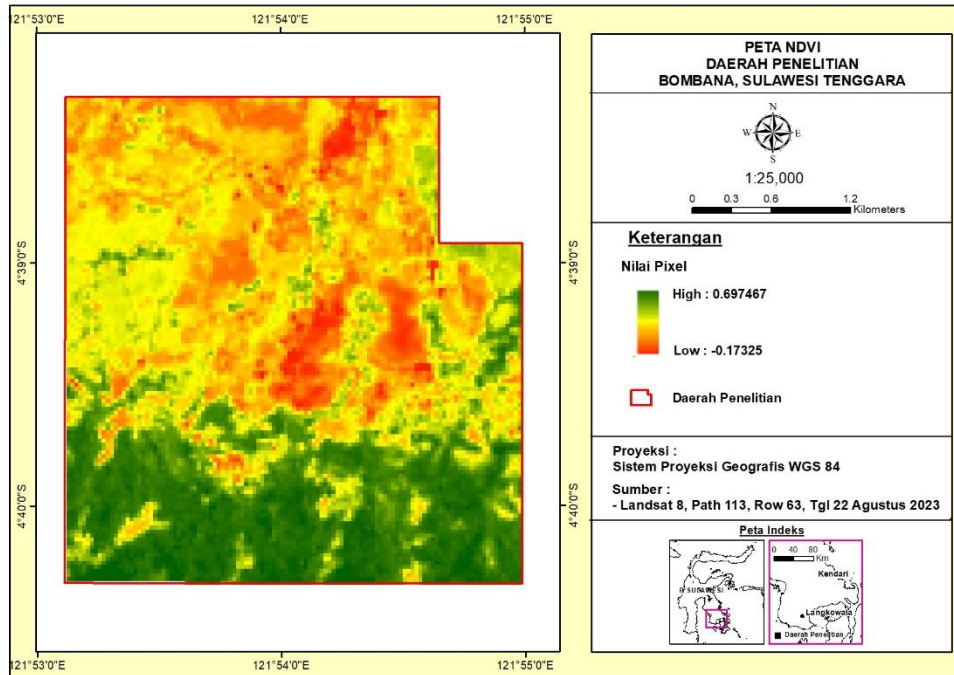 121°53'0"E
121°54'0"E
121°55'0"E
4°39'0"S
4°40'0"S
4°39'0"S
4°40'0"S
121°53'0"E
121°54'0"E
121°55'0"E
PETA NDVI
DAERAH PENELITIAN
BOMBANA, SULAWESI TENGGARA
N
W
E
S
1:25,000
0 0.3 0.6 1.2
Kilometers
Keterangan
Nilai Pixel
High : 0.697467
Low : -0.17325
Daerah Penelitian
Proyeksi :
Sistem Proyeksi Geografis WGS 84
Sumber :
- Landsat 8, Path 113, Row 63, Tgl 22 Agustus 2023
Peta Indeks
SULAWESI
0 40 80
Km
Kendari
Langkowala
Daerah Penelitian